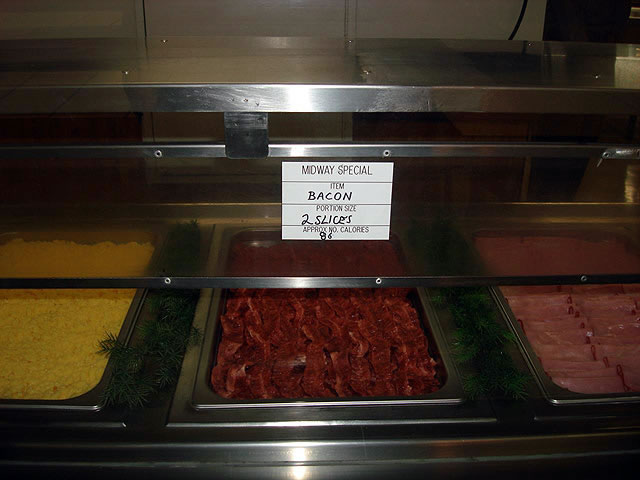 MIDWAY SPECIAL
ITEM
BACON
PORTION SIZE
2 SLICES
APPROX NO. CALORIES
86